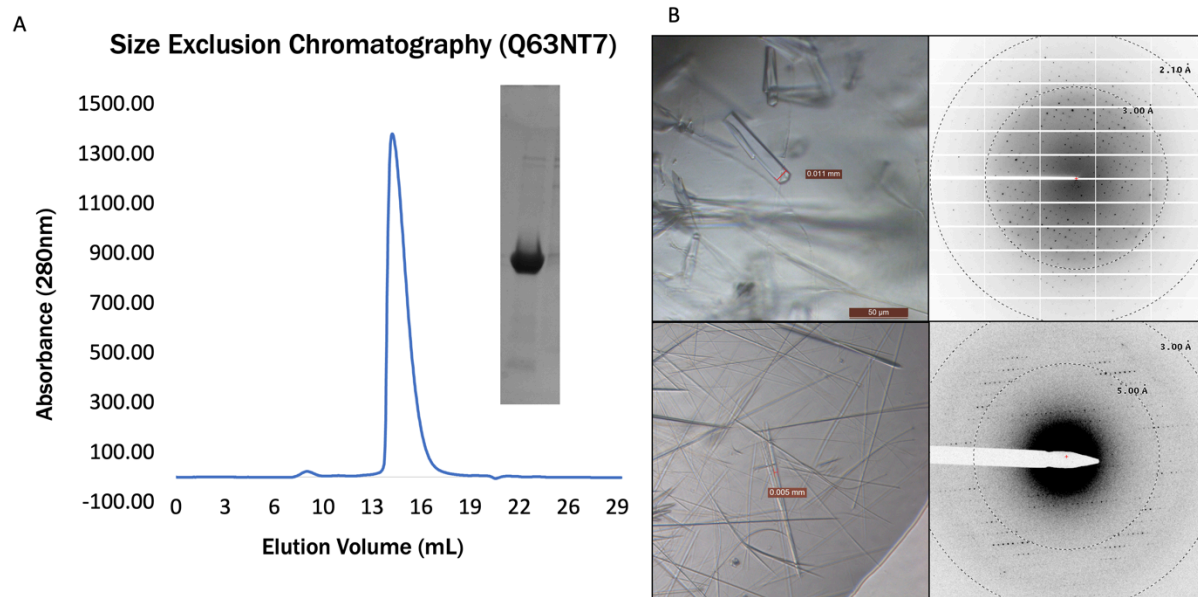 A
Size Exclusion Chromatography (Q63NT7)
1500.00
1300.00
1100.00
900.00
700.00
500.00
300.00
100.00
-100.00
Absorbance (280nm)
0 3 6 10 13 16 19 22 26 29
Elution Volume (mL)
B
0.011 mm
50 µm
2.10 Å
3.00 Å
0.005 mm
3.00 Å
5.00 Å